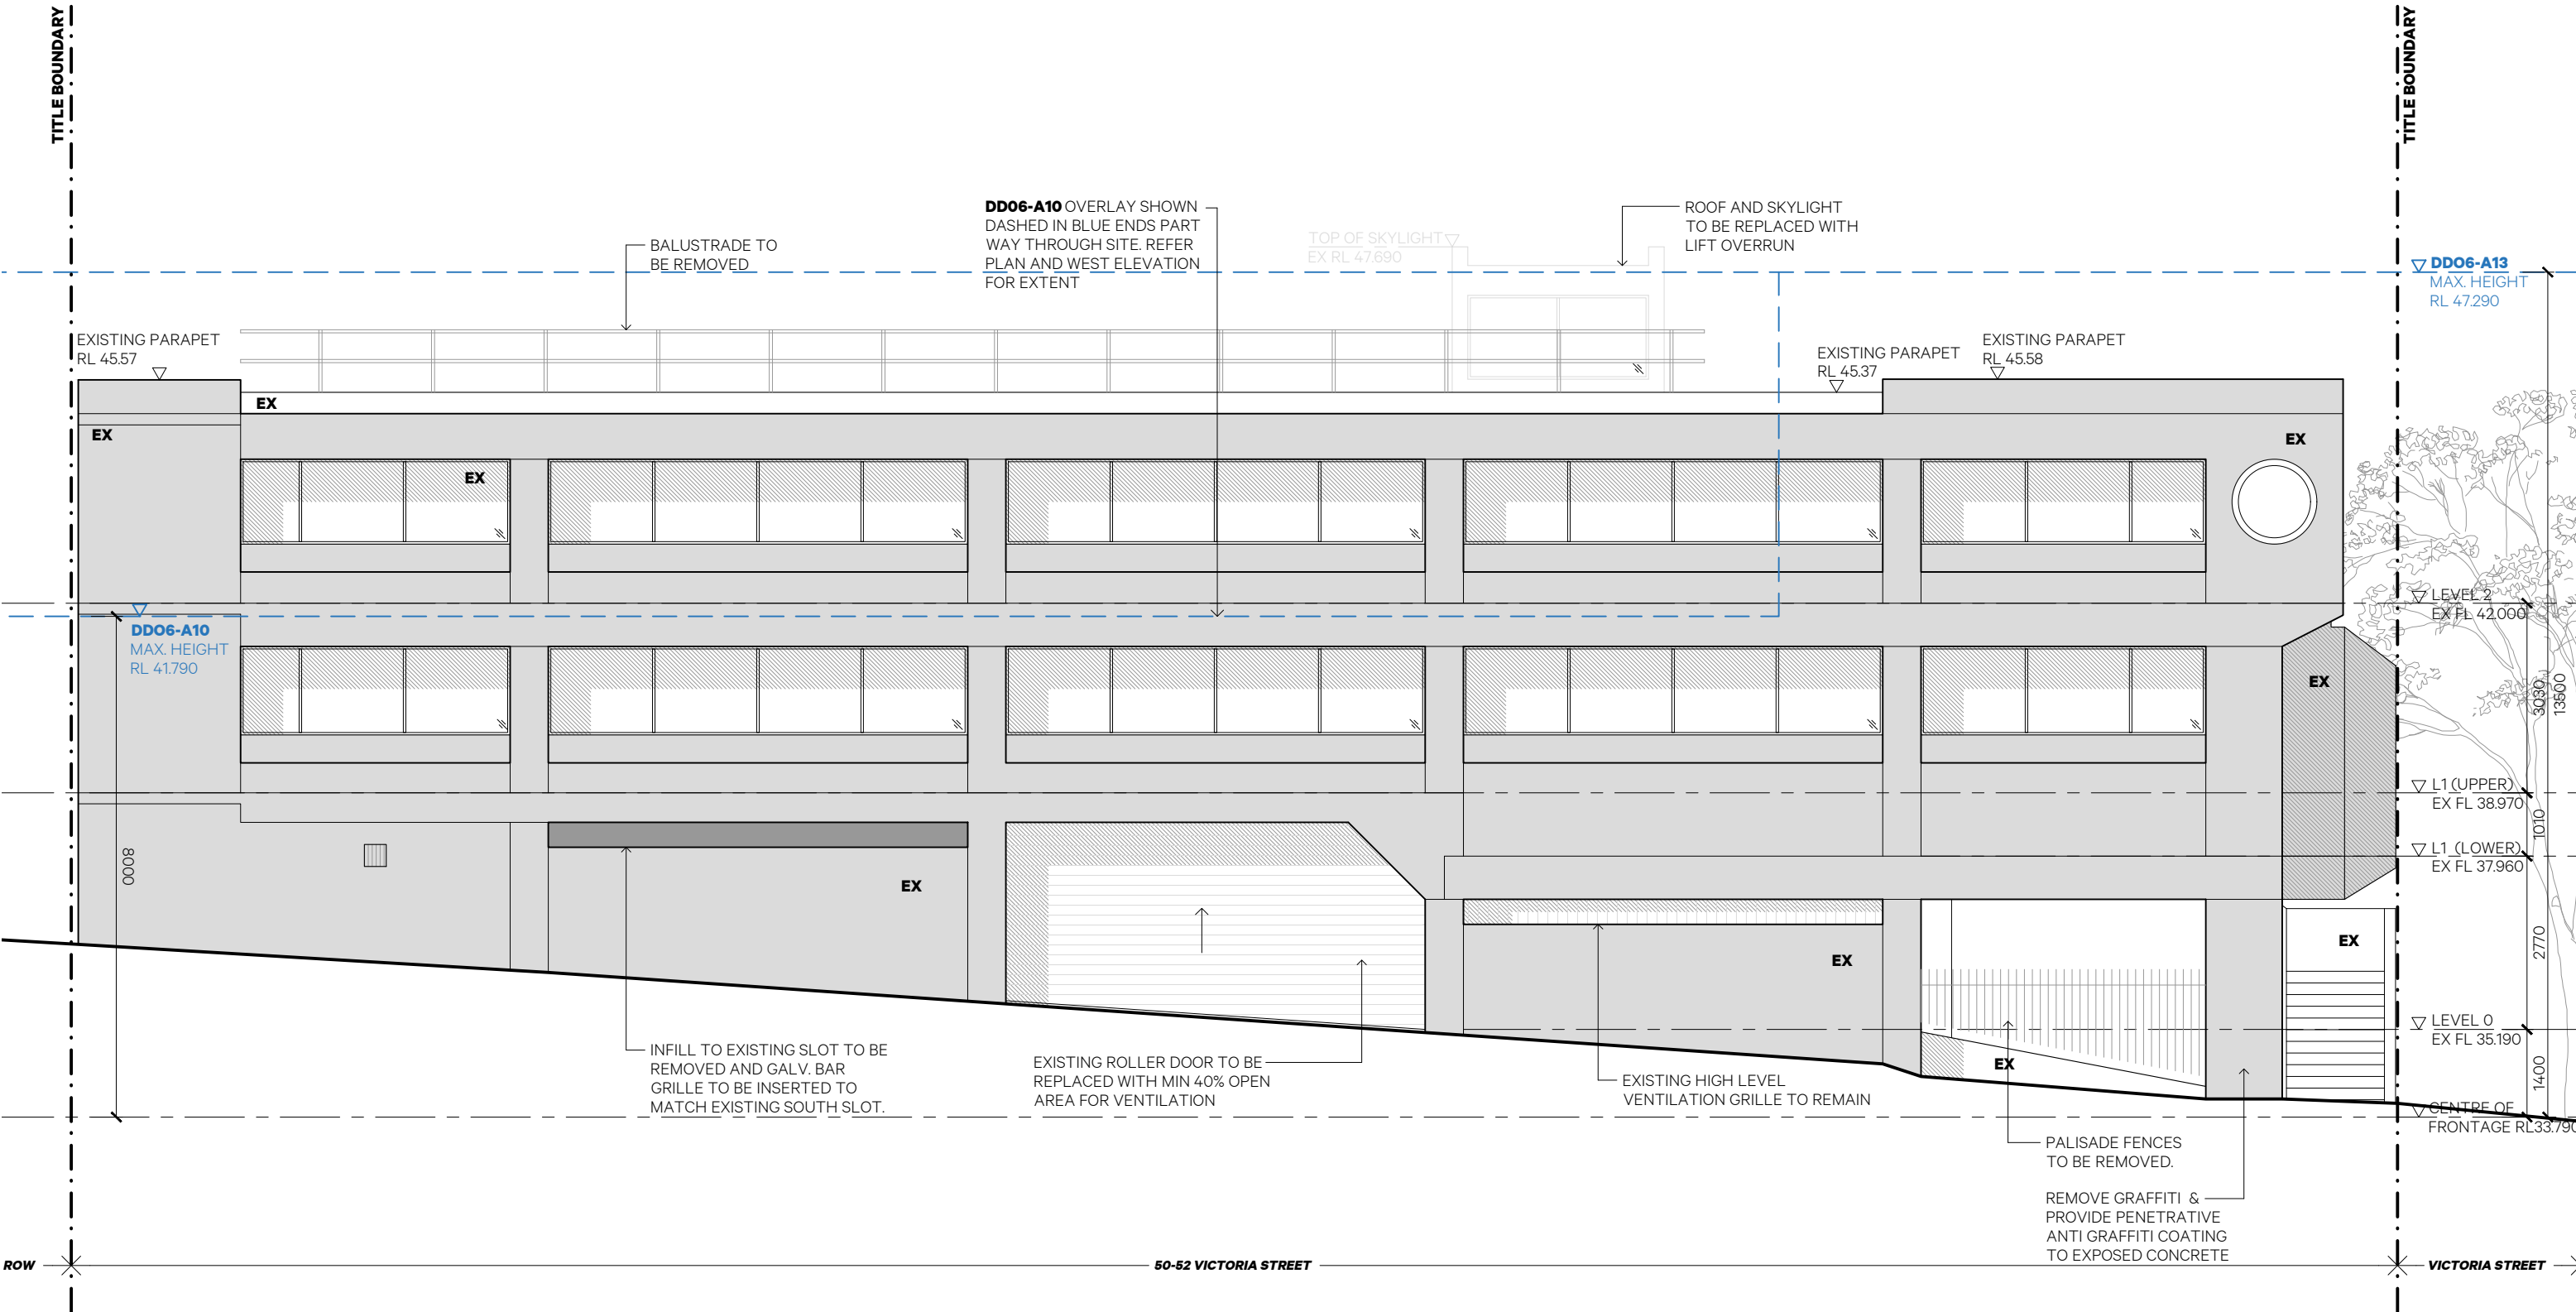 TITLE BOUNDARY
TITLE BOUNDARY
DD06-A10 OVERLAY SHOWN
DASHED IN BLUE ENDS PART
WAY THROUGH SITE. REFER
PLAN AND WEST ELEVATION
FOR EXTENT
ROOF AND SKYLIGHT
TO BE REPLACED WITH
LIFT OVERRUN
BALUSTRADE TO
BE REMOVED
TOP OF SKYLIGHT
EX RL 47.690
DDO6-A13
MAX. HEIGHT
RL 47.290
EXISTING PARAPET
RL 45.57
EXISTING PARAPET
RL 45.37
EXISTING PARAPET
RL 45.58
EX
EX
EX
EX
LEVEL 2
EX FL 42.000
DDO6-A10
MAX. HEIGHT
RL 41.790
EX
3030
13500
L1 (UPPER)
EX FL 38.970
1010
L1 (LOWER)
EX FL 37.960
8000
EX
EX
EX
2770
LEVEL 0
EX FL 35.190
EX
1400
INFILL TO EXISTING SLOT TO BE
REMOVED AND GALV. BAR
GRILLE TO BE INSERTED TO
MATCH EXISTING SOUTH SLOT.
EXISTING ROLLER DOOR TO BE
REPLACED WITH MIN 40% OPEN
AREA FOR VENTILATION
EXISTING HIGH LEVEL
VENTILATION GRILLE TO REMAIN
CENTRE OF
FRONTAGE RL33.790
PALISADE FENCES
TO BE REMOVED.
REMOVE GRAFFITI &
PROVIDE PENETRATIVE
ANTI GRAFFITI COATING
TO EXPOSED CONCRETE
ROW
50-52 VICTORIA STREET
VICTORIA STREET